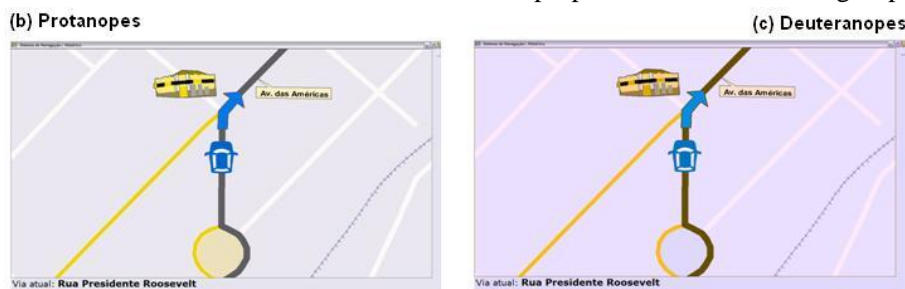 (b) Protanopes
(c) Deuteranopes
Av. das Américas
Via atual: Rua Presidente Roosevelt
Av. das Américas
Via atual: Rua Presidente Roosevelt